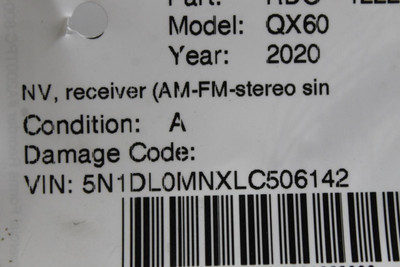 Model: QX60
Year: 2020
NV, receiver (AM-FM-stereo sin
Condition: A
Damage Code:
VIN: 5N1DL0MNXLC506142